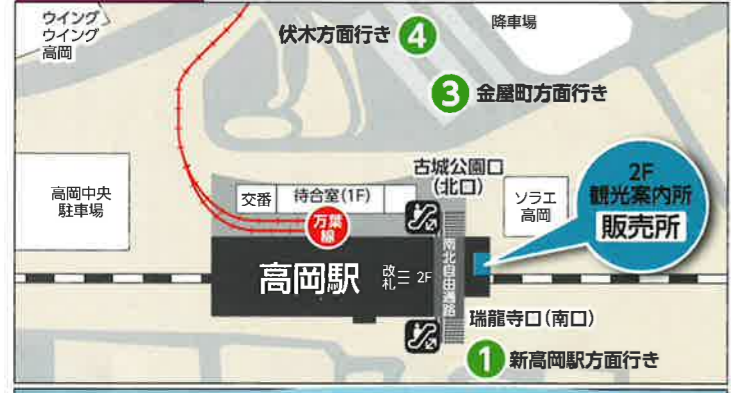 ウイング
ウイング
高岡
伏木方面行き 4
降車場
3 金屋町方面行き
高岡中央
駐車場
交番
待合室(1F)
万葉
線
古城公園口
(北口)
ソラエ
高岡
2F
観光案内所
販売所
高岡駅
改札
2F
南北自由通路
瑞龍寺口(南口)
1 新高岡駅方面行き